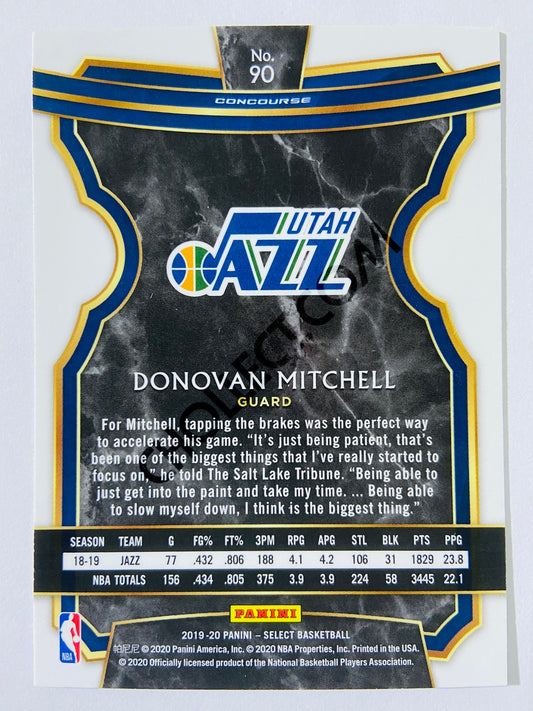 No.
90
CONCOURSE
UTAH
JAZZ
DONOVAN MITCHELL
GUARD
For Mitchell, tapping the brakes was the perfect way
to accelerate his game. “It’s just being patient, that’s
been one of the biggest things that I’ve really started to
focus on,” he told The Salt Lake Tribune. “Being able to
just get into the paint and take my time. ... Being able
to slow myself down, I think is the biggest thing.”
SEASON TEAM G FG% FT% 3PM RPG APG STL BLK PTS PPG
18-19 JAZZ 77 .432 .806 188 4.1 4.2 106 31 1829 23.8
NBA TOTALS 156 .434 .805 375 3.9 3.9 224 58 3445 22.1
PANINI
2019-20 PANINI – SELECT BASKETBALL
帕尼尼 © 2020 Panini America, Inc. © 2020 NBA Properties, Inc. Printed in the USA.
© 2020 Officially licensed product of the National Basketball Players Association.
NBA